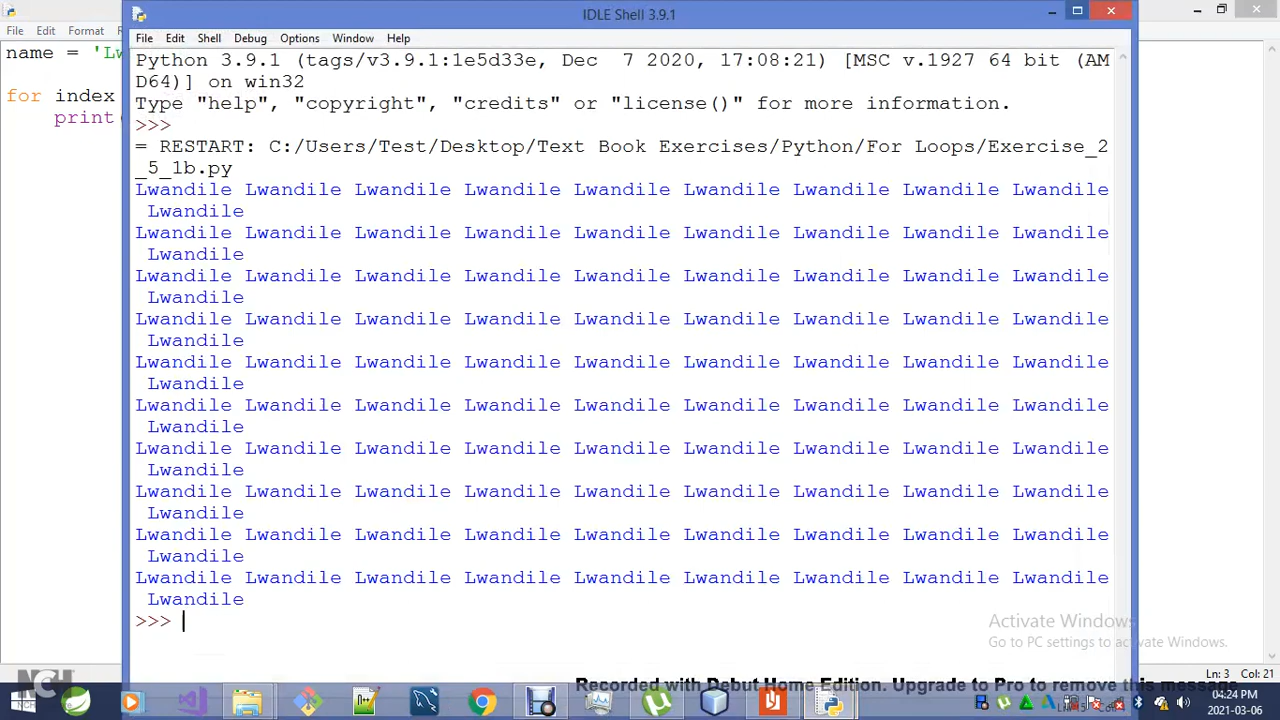 IDLE Shell 3.9.1
File Edit Format
File Edit Shell Debug Options Window Help
name = 'Lw
for index
print(
Python 3.9.1 (tags/v3.9.1:1e5d33e, Dec  7 2020, 17:08:21) [MSC v.1927 64 bit (AM
D64)] on win32
Type "help", "copyright", "credits" or "license()" for more information.
>>>
= RESTART: C:/Users/Test/Desktop/Text Book Exercises/Python/For Loops/Exercise_2
_5_1b.py
Lwandile Lwandile Lwandile Lwandile Lwandile Lwandile Lwandile Lwandile Lwandile
Lwandile
Lwandile Lwandile Lwandile Lwandile Lwandile Lwandile Lwandile Lwandile Lwandile
Lwandile
Lwandile Lwandile Lwandile Lwandile Lwandile Lwandile Lwandile Lwandile Lwandile
Lwandile
Lwandile Lwandile Lwandile Lwandile Lwandile Lwandile Lwandile Lwandile Lwandile
Lwandile
Lwandile Lwandile Lwandile Lwandile Lwandile Lwandile Lwandile Lwandile Lwandile
Lwandile
Lwandile Lwandile Lwandile Lwandile Lwandile Lwandile Lwandile Lwandile Lwandile
Lwandile
Lwandile Lwandile Lwandile Lwandile Lwandile Lwandile Lwandile Lwandile Lwandile
Lwandile
Lwandile Lwandile Lwandile Lwandile Lwandile Lwandile Lwandile Lwandile Lwandile
Lwandile
Lwandile Lwandile Lwandile Lwandile Lwandile Lwandile Lwandile Lwandile Lwandile
Lwandile
Lwandile Lwandile Lwandile Lwandile Lwandile Lwandile Lwandile Lwandile Lwandile
Lwandile
>>>
Activate Windows
Go to PC settings to activate Windows.
Ln: 3 Col: 21
NCH
Recorded with Debut Home Edition. Upgrade to Pro to remove this message
04:24 PM
2021-03-06